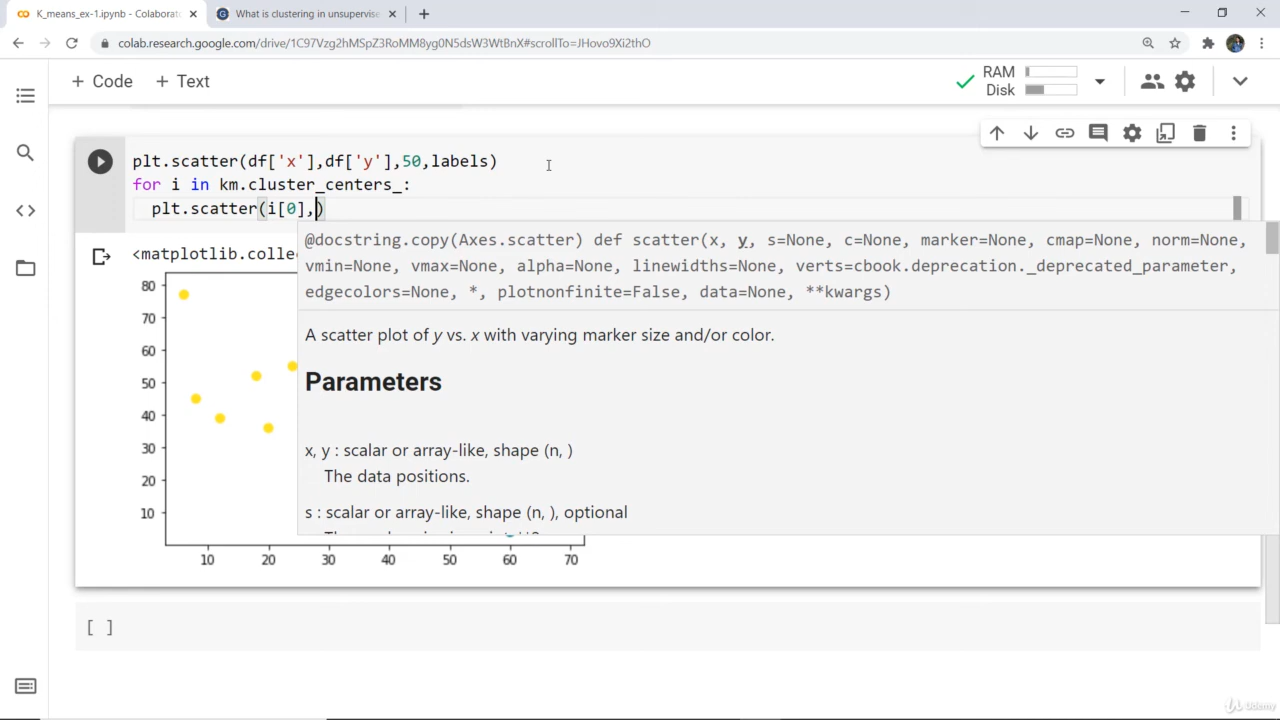 K_means_ex-1.ipynb - Colaborato
What is clustering in unsupervise
colab.research.google.com/drive/1C97Vzg2hMSpZ3RoMM8yg0N5dsW3WtBnX#scrollTo=JHovo9Xi2thO
+ Code + Text
RAM
Disk
plt.scatter(df['x'],df['y'],50,labels)
for i in km.cluster_centers_:
plt.scatter(i[0],)
@docstring.copy(Axes.scatter) def scatter(x, y, s=None, c=None, marker=None, cmap=None, norm=None,
vmin=None, vmax=None, alpha=None, linewidths=None, verts=cbook.deprecation._deprecated_parameter,
edgecolors=None, *, plotnonfinite=False, data=None, **kwargs)
<matplotlib.colle
A scatter plot of y vs. x with varying marker size and/or color.
Parameters
x, y : scalar or array-like, shape (n, )
The data positions.
s : scalar or array-like, shape (n, ), optional
80
70
60
50
40
30
20
10
10 20 30 40 50 60 70
[ ]
Udemy